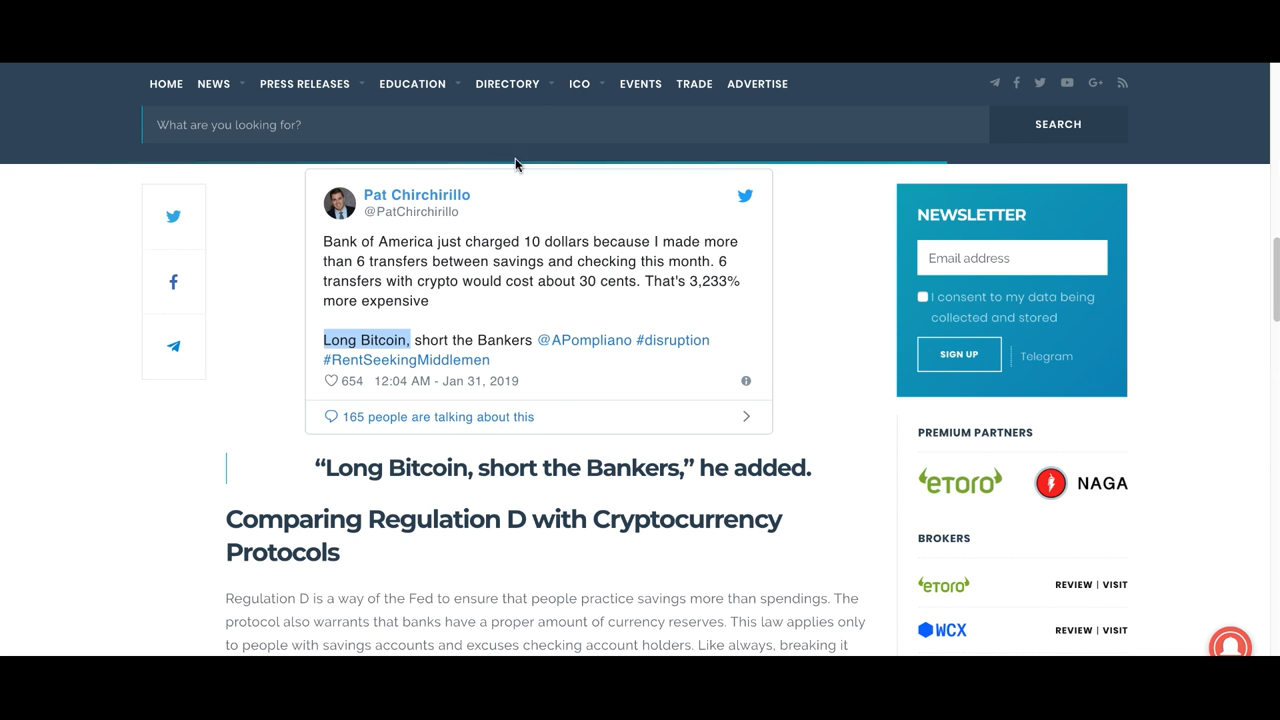 HOME NEWS PRESS RELEASES EDUCATION DIRECTORY ICO EVENTS TRADE ADVERTISE
What are you looking for? SEARCH
Pat Chirchirillo
@PatChirchirillo
Bank of America just charged 10 dollars because I made more
than 6 transfers between savings and checking this month. 6
transfers with crypto would cost about 30 cents. That's 3,233%
more expensive
Long Bitcoin, short the Bankers @APompliano #disruption
#RentSeekingMiddlemen
654 12:04 AM - Jan 31, 2019
165 people are talking about this
“Long Bitcoin, short the Bankers,” he added.
Comparing Regulation D with Cryptocurrency
Protocols
Regulation D is a way of the Fed to ensure that people practice savings more than spendings. The
protocol also warrants that banks have a proper amount of currency reserves. This law applies only
to people with savings accounts and excuses checking account holders. Like always, breaking it
NEWSLETTER
Email address
I consent to my data being
collected and stored
SIGN UP Telegram
PREMIUM PARTNERS
eToro NAGA
BROKERS
eToro REVIEW | VISIT
WCX REVIEW | VISIT